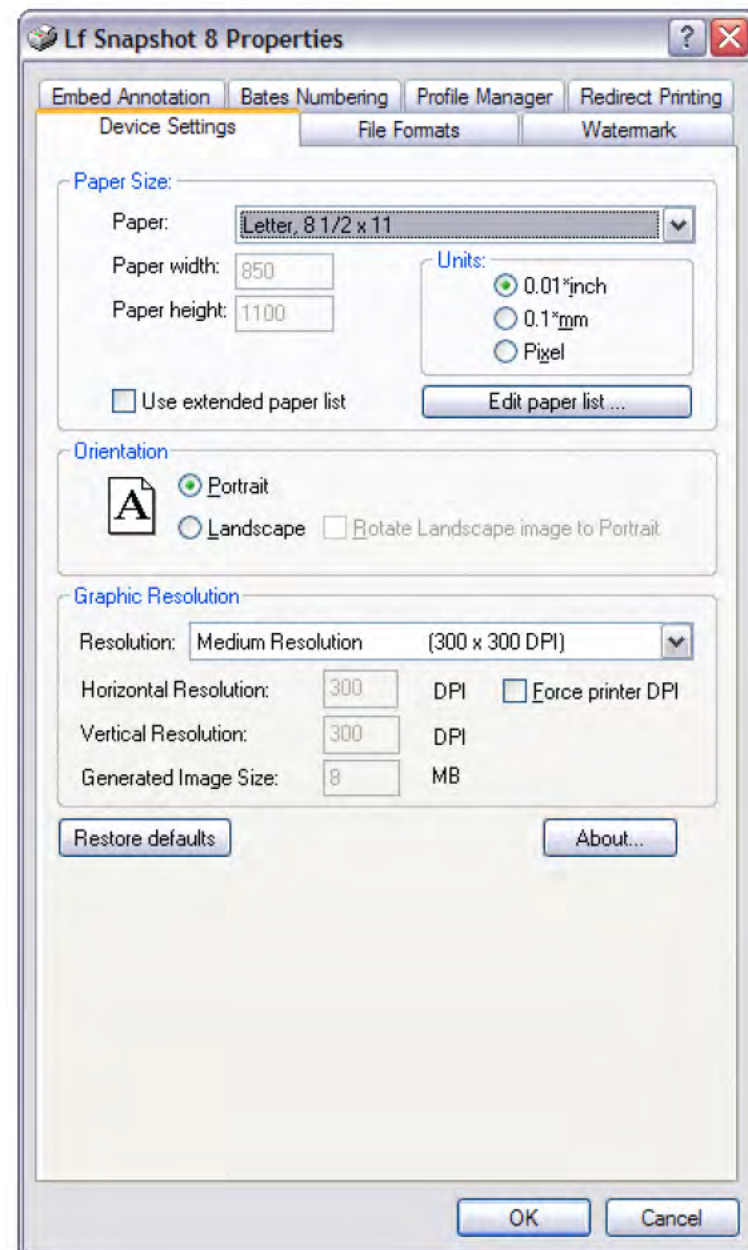 Lf Snapshot 8 Properties
Embed Annotation Bates Numbering Profile Manager Redirect Printing
Device Settings File Formats Watermark
Paper Size:
Paper: Letter, 8 1/2 x 11
Paper width: 850
Units:
0.01*inch
Paper height: 1100
0.1*mm
Pixel
Use extended paper list Edit paper list ...
Orientation
A
Portrait
Landscape Rotate Landscape image to Portrait
Graphic Resolution
Resolution: Medium Resolution (300 x 300 DPI)
Horizontal Resolution: 300 DPI Force printer DPI
Vertical Resolution: 300 DPI
Generated Image Size: 8 MB
Restore defaults About...
OK Cancel